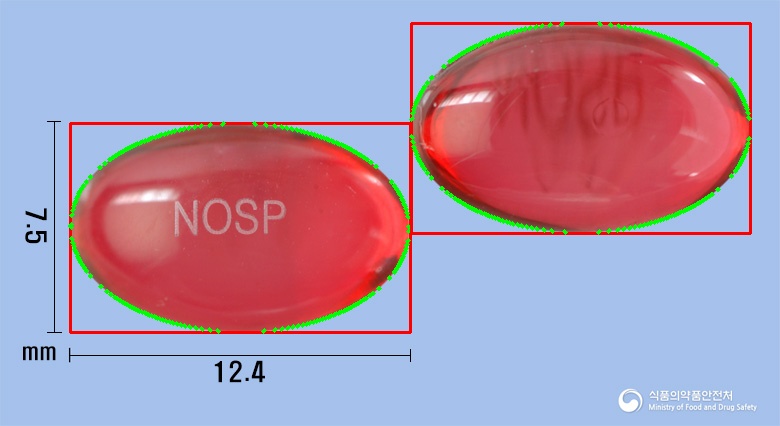 NOSP
7.5
mm
12.4
식품의약품안전처
Ministry of Food and Drug Safety